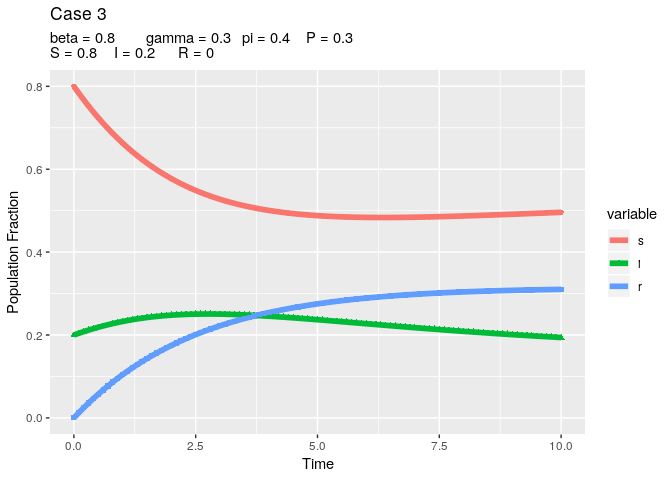 Case 3
beta = 0.8 gamma = 0.3 pi = 0.4 P = 0.3
S = 0.8 I = 0.2 R = 0
0.8
0.6
0.4
0.2
0.0
Population Fraction
0.0 2.5 5.0 7.5 10.0
Time
variable
s
i
r